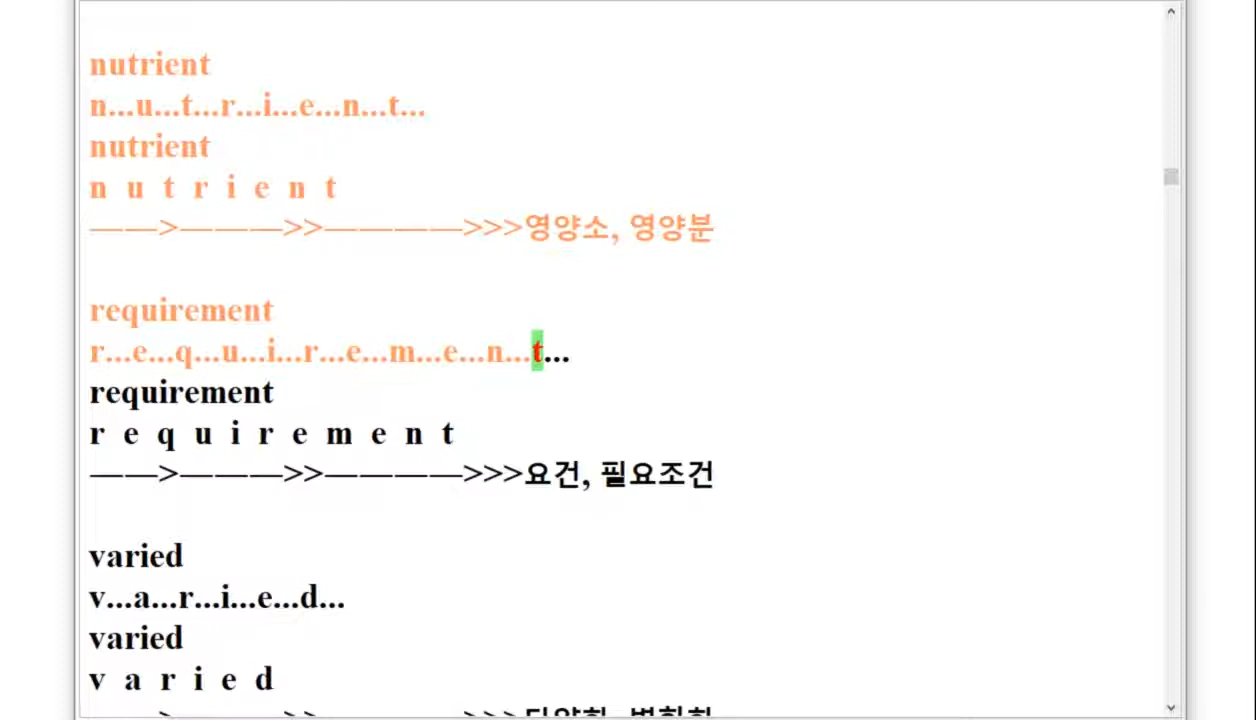 nutrient
n...u...t...r...i...e...n...t...
nutrient
n u t r i e n t
——>———>>————>>>영양소, 영양분
requirement
r...e...q...u...i...r...e...m...e...n...t...
requirement
r e q u i r e m e n t
——>———>>————>>>요건, 필요조건
varied
v...a...r...i...e...d...
varied
v a r i e d